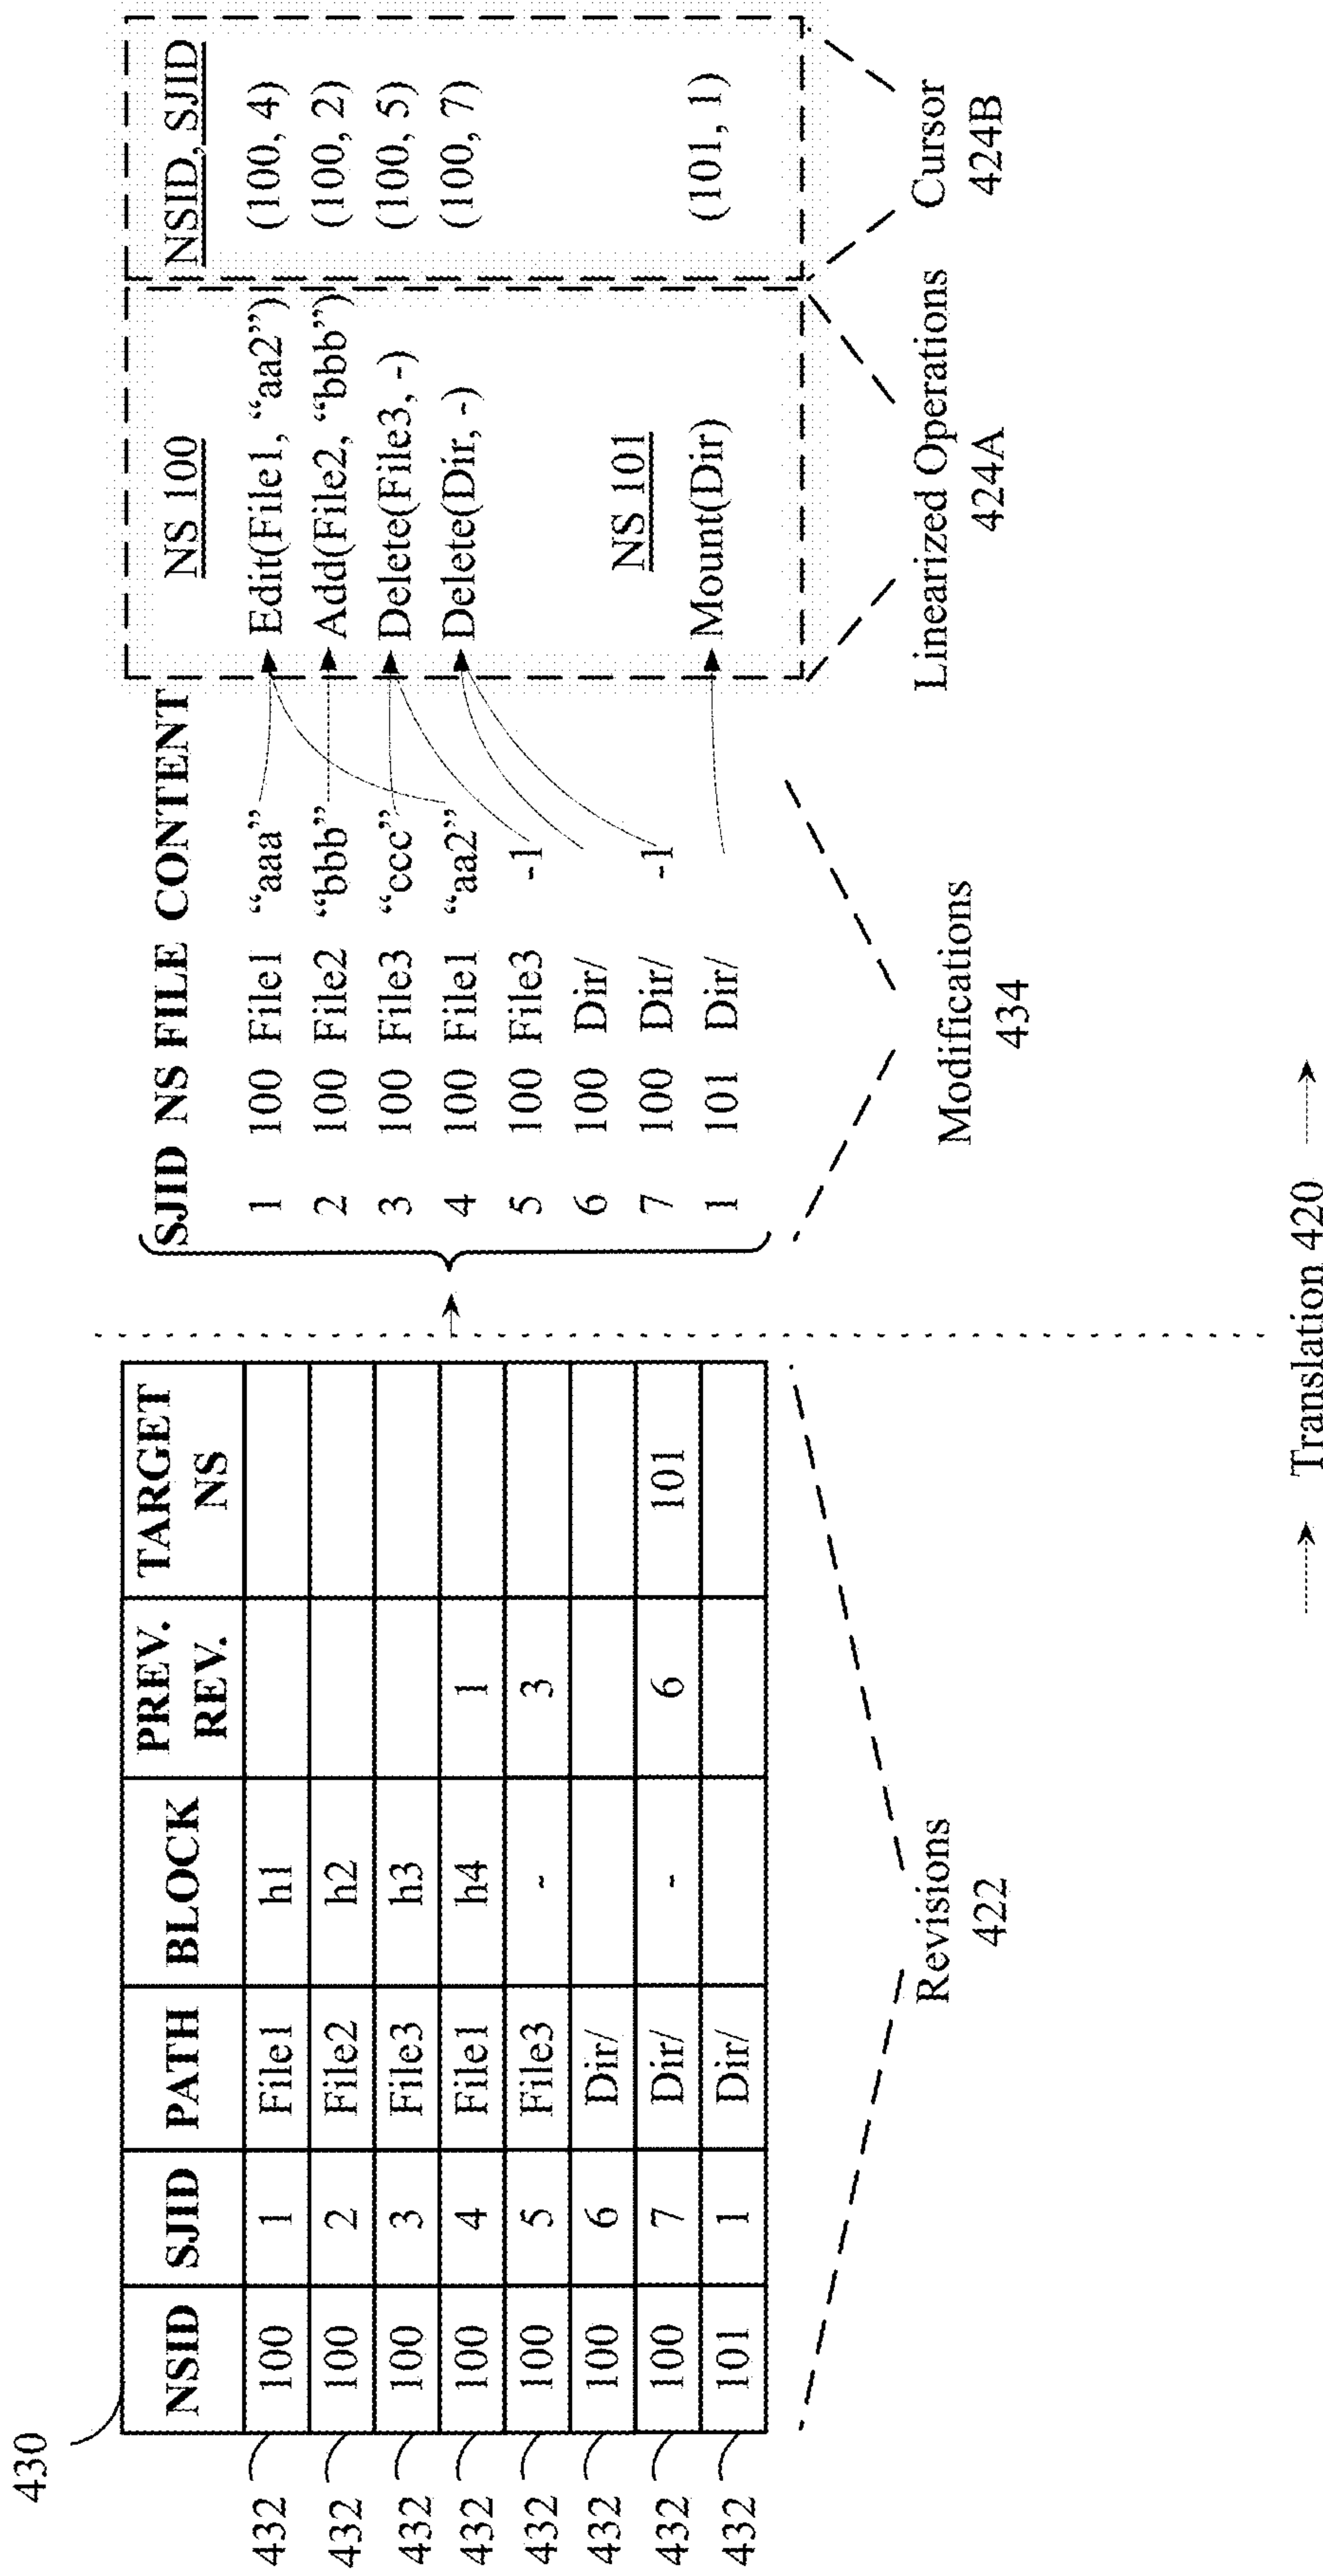 430
NSID SJID PATH BLOCK PREV. REV. TARGET NS
432 100 1 File1 h1
432 100 2 File2 h2
432 100 3 File3 h3
432 100 4 File1 h4 1
432 100 5 File3 - 3
432 100 6 Dir/
432 100 7 Dir/ - 6 101
432 101 1 Dir/
Revisions
422
SJID NS FILE CONTENT
1 100 File1 “aaa”
2 100 File2 “bbb”
3 100 File3 “ccc”
4 100 File1 “aa2”
5 100 File3 -1
6 100 Dir/
7 100 Dir/ -1
1 101 Dir/
Modifications
434
NS 100
Edit(File1, “aa2”)
Add(File2, “bbb”)
Delete(File3, -)
Delete(Dir, -)
NS 101
Mount(Dir)
Linearized Operations
424A
NSID, SJID
(100, 4)
(100, 2)
(100, 5)
(100, 7)
(101, 1)
Cursor
424B
Translation 420